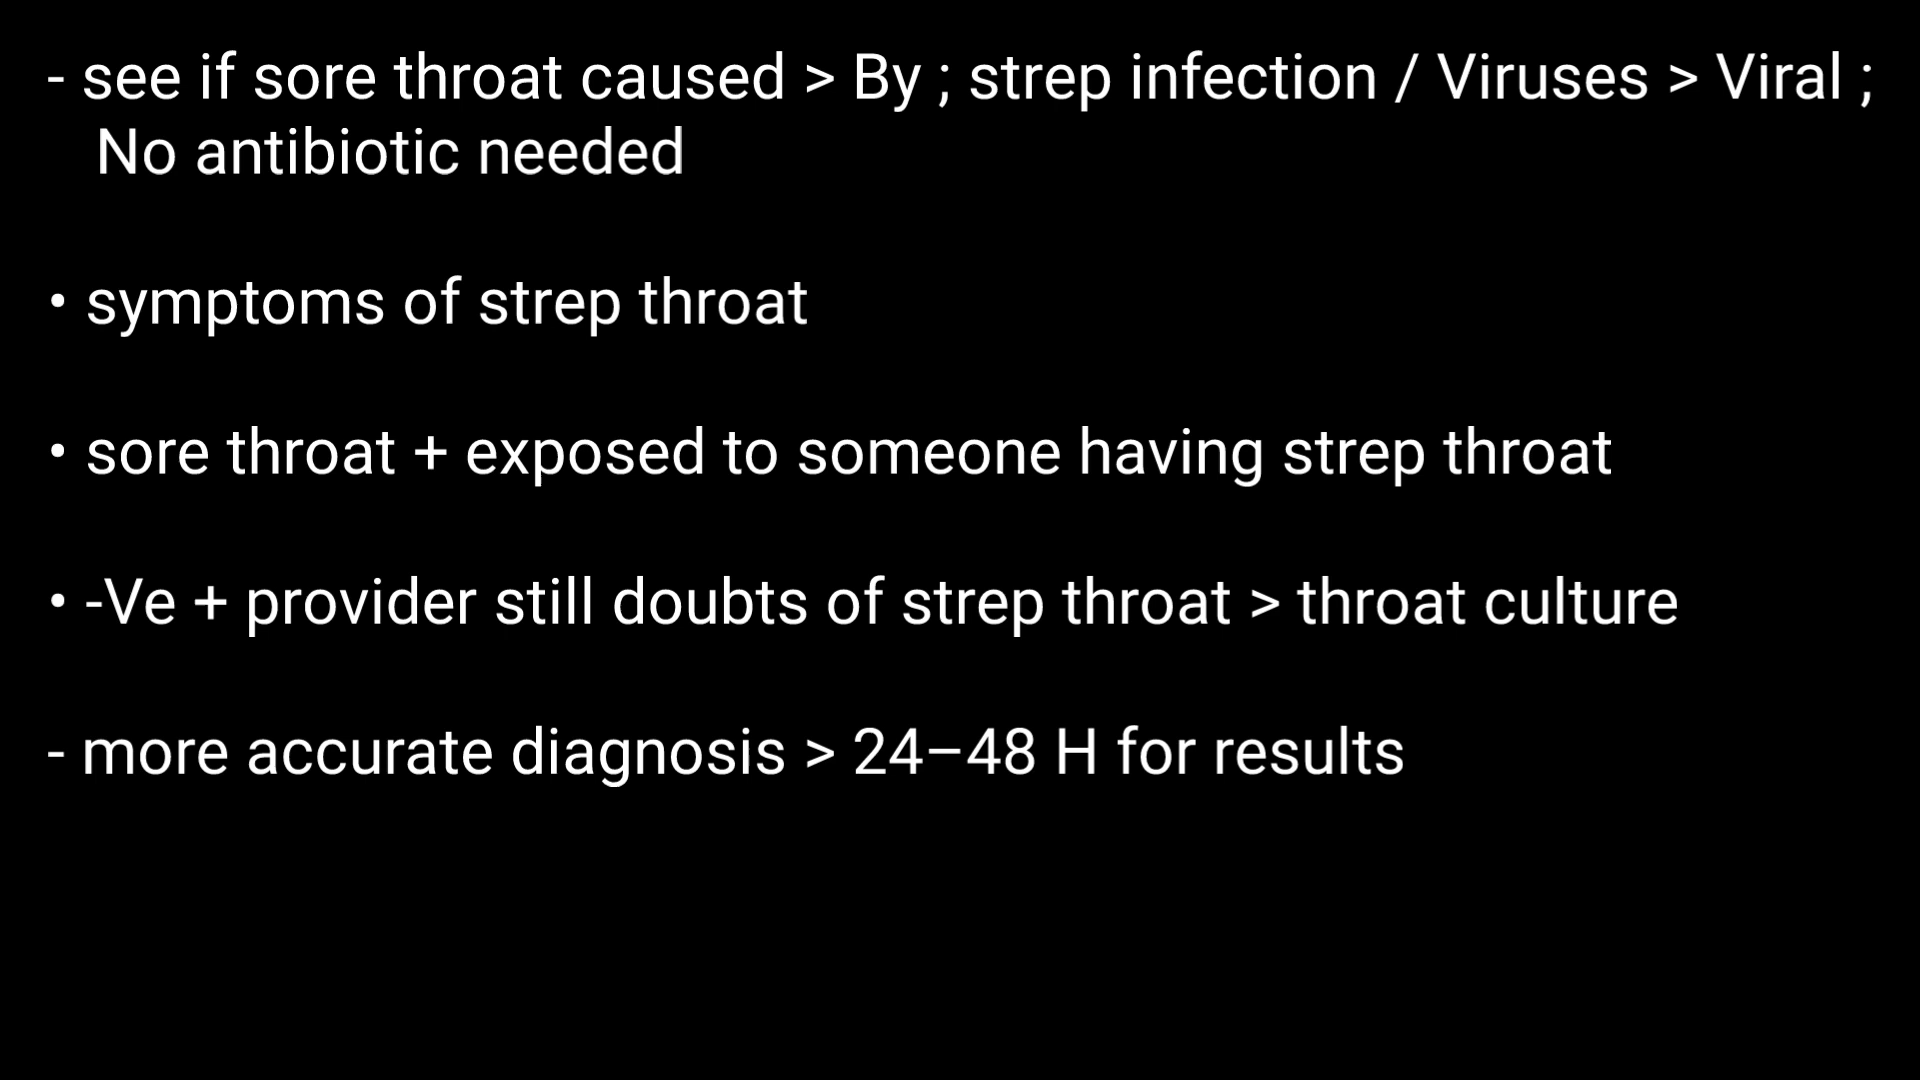 - see if sore throat caused > By ; strep infection / Viruses > Viral ;
No antibiotic needed
• symptoms of strep throat
• sore throat + exposed to someone having strep throat
• -Ve + provider still doubts of strep throat > throat culture
- more accurate diagnosis > 24–48 H for results